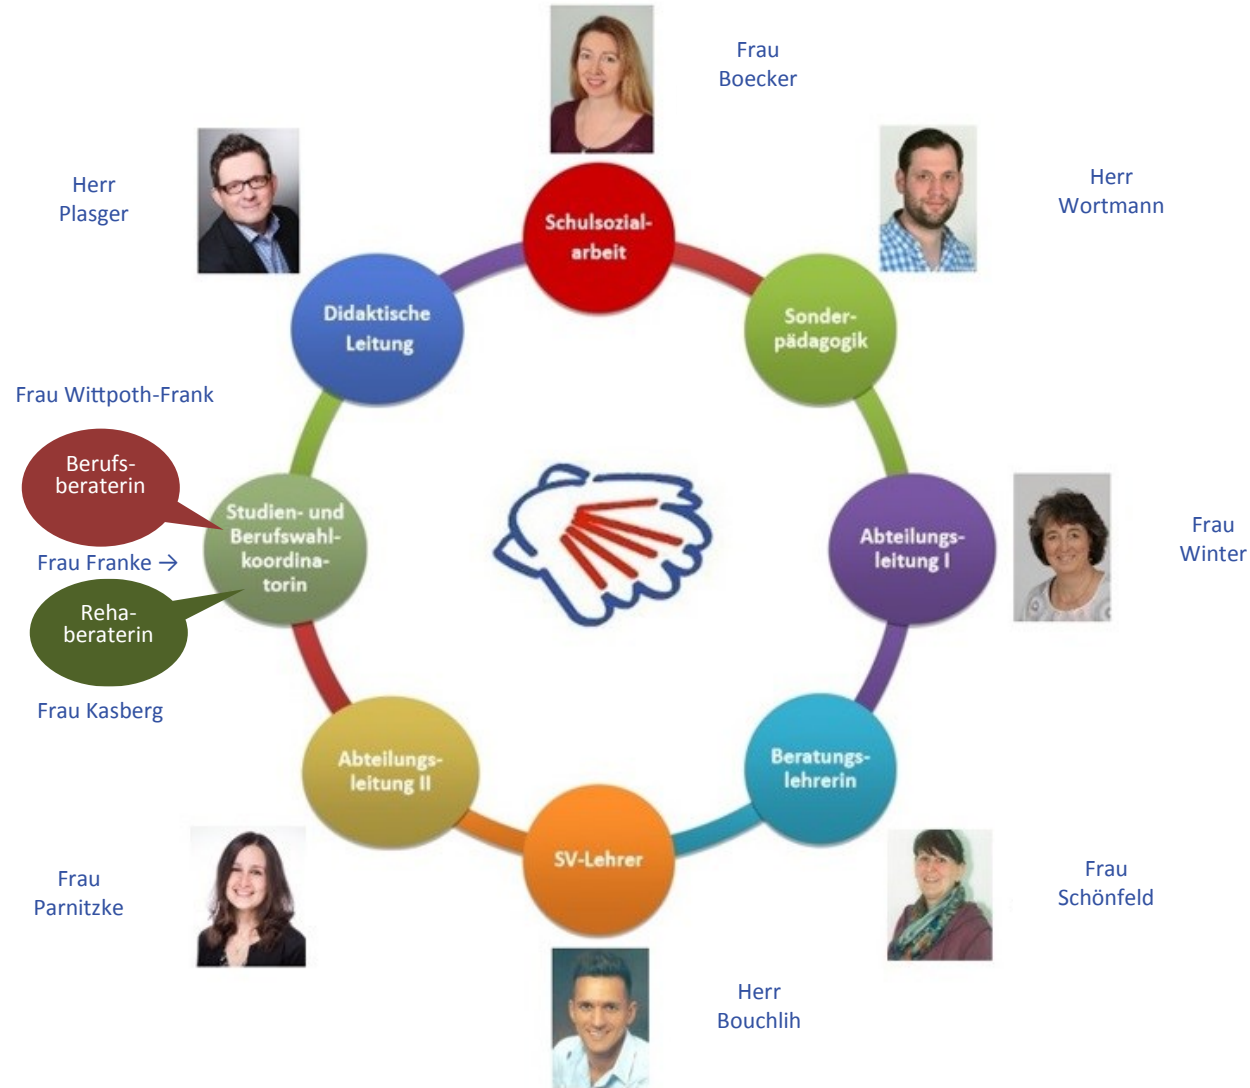 Frau
Boecker
Herr
Plasger
Herr
Wortmann
Schulsozial-
arbeit
Didaktische
Leitung
Sonder-
pädagogik
Frau Wittpoth-Frank
Berufs-
beraterin
Studien- und
Berufswahl-
koordina-
torin
Frau Franke →
Reha-
beraterin
Frau Kasberg
Abteilungs-
leitung I
Frau
Winter
Abteilungs-
leitung II
Beratungs-
lehrerin
SV-Lehrer
Frau
Parnitzke
Frau
Schönfeld
Herr
Bouchlih